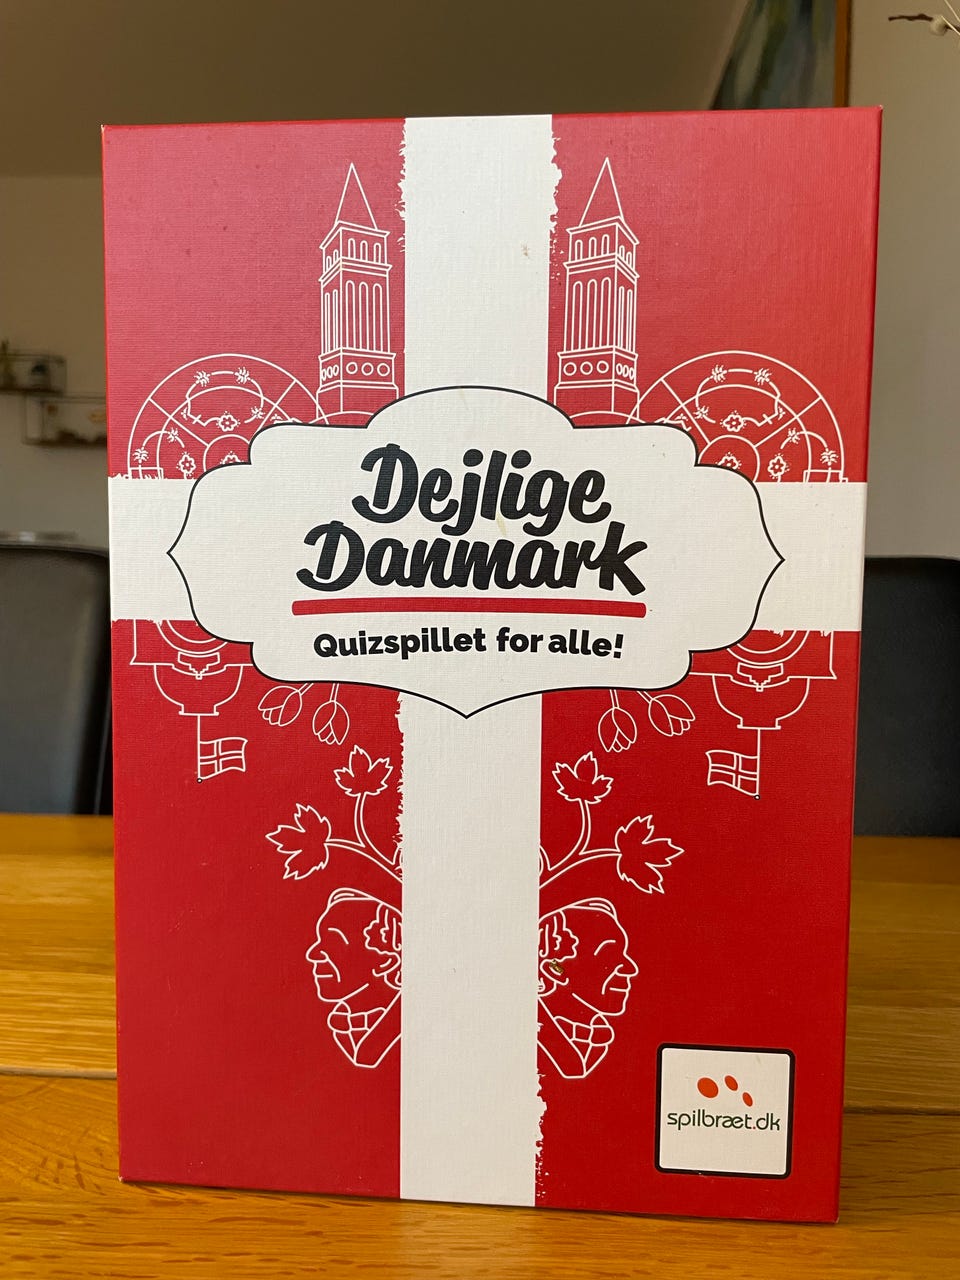 Dejlige
Danmark
Quizspillet for alle!
spilbræt.dk